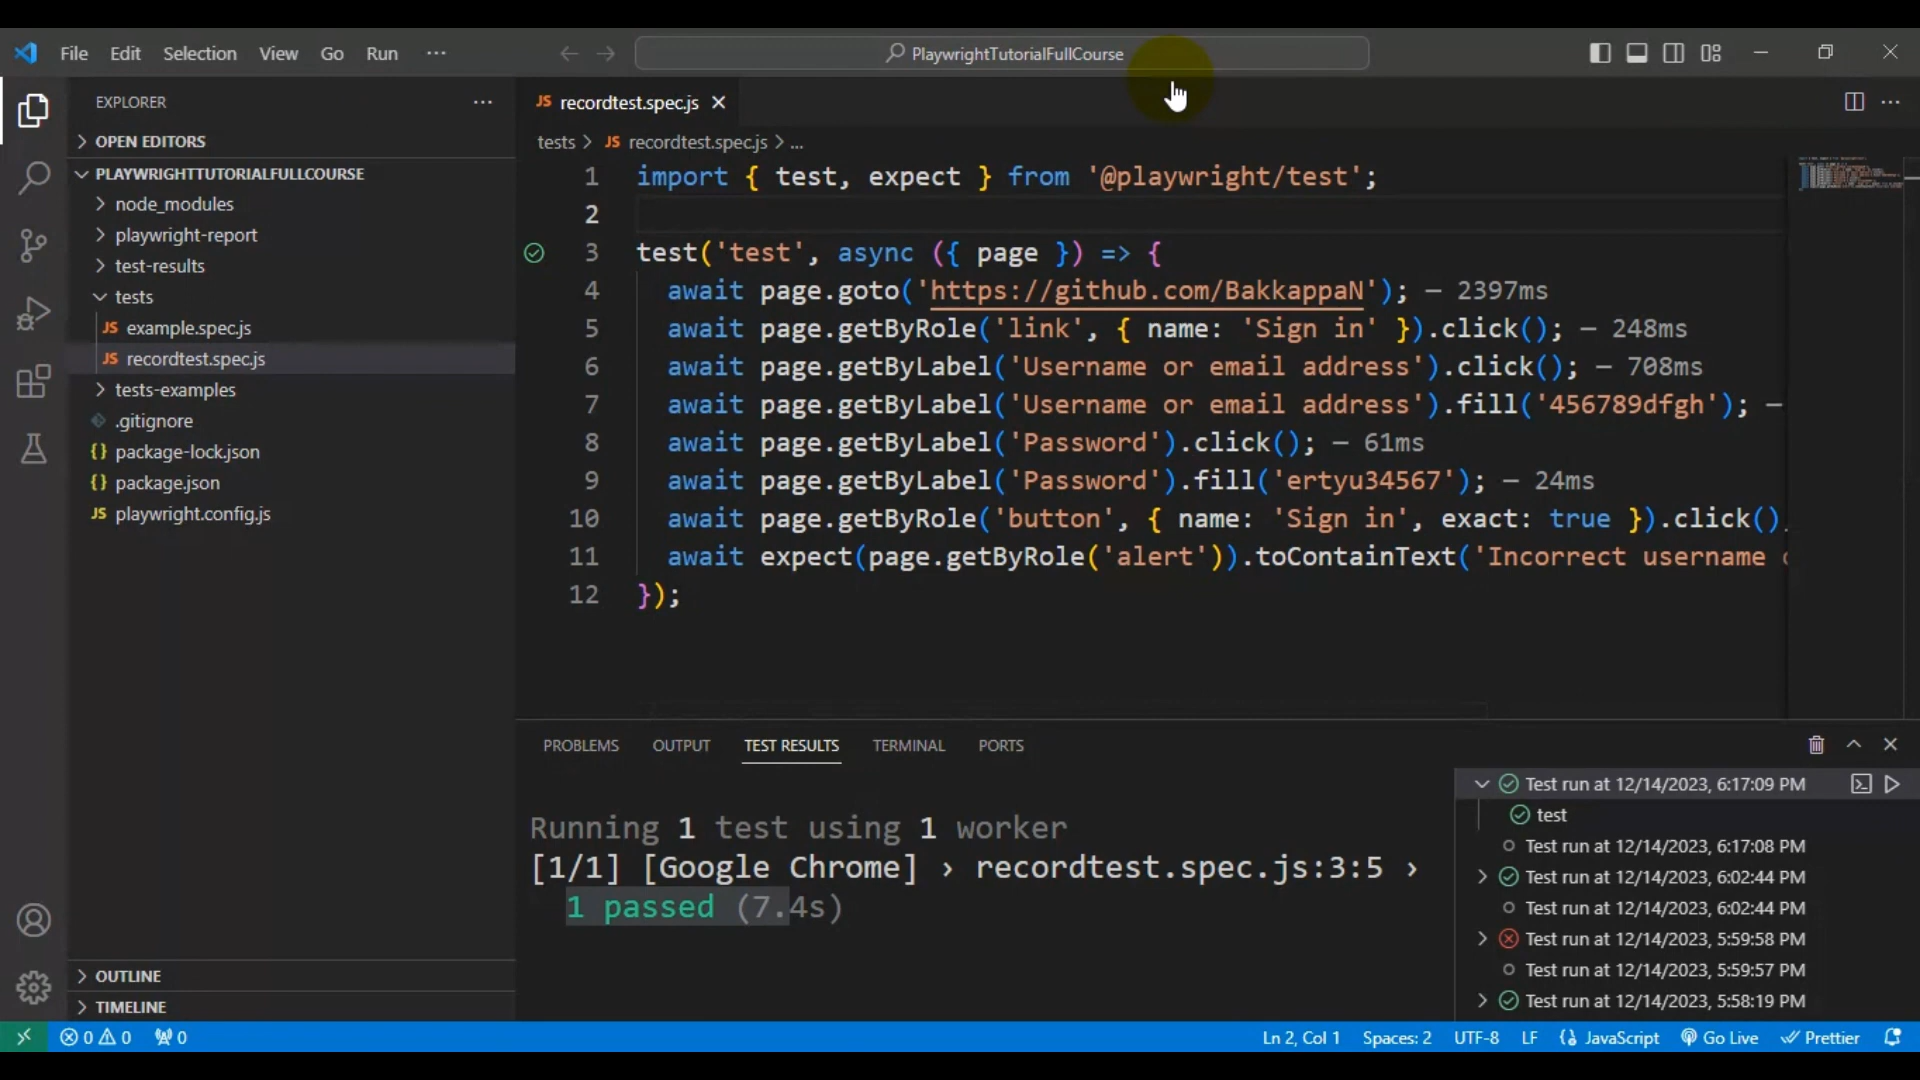 File Edit Selection View Go Run ···
PlaywrightTutorialFullCourse
EXPLORER ···
OPEN EDITORS
PLAYWRIGHTTUTORIALFULLCOURSE
node_modules
playwright-report
test-results
tests
JS example.spec.js
JS recordtest.spec.js
tests-examples
.gitignore
{} package-lock.json
{} package.json
JS playwright.config.js
OUTLINE
TIMELINE
JS recordtest.spec.js
tests > JS recordtest.spec.js > ...
1 import { test, expect } from '@playwright/test';
2
3 test('test', async ({ page }) => {
4 await page.goto('https://github.com/BakkappaN'); — 2397ms
5 await page.getByRole('link', { name: 'Sign in' }).click(); — 248ms
6 await page.getByLabel('Username or email address').click(); — 708ms
7 await page.getByLabel('Username or email address').fill('456789dfgh'); —
8 await page.getByLabel('Password').click(); — 61ms
9 await page.getByLabel('Password').fill('ertyu34567'); — 24ms
10 await page.getByRole('button', { name: 'Sign in', exact: true }).click()
11 await expect(page.getByRole('alert')).toContainText('Incorrect username
12 });
PROBLEMS OUTPUT TEST RESULTS TERMINAL PORTS
Running 1 test using 1 worker
[1/1] [Google Chrome] › recordtest.spec.js:3:5 ›
1 passed (7.4s)
Test run at 12/14/2023, 6:17:09 PM
test
Test run at 12/14/2023, 6:17:08 PM
Test run at 12/14/2023, 6:02:44 PM
Test run at 12/14/2023, 6:02:44 PM
Test run at 12/14/2023, 5:59:58 PM
Test run at 12/14/2023, 5:59:57 PM
Test run at 12/14/2023, 5:58:19 PM
0 0 0 Ln 2, Col 1 Spaces: 2 UTF-8 LF JavaScript Go Live Prettier